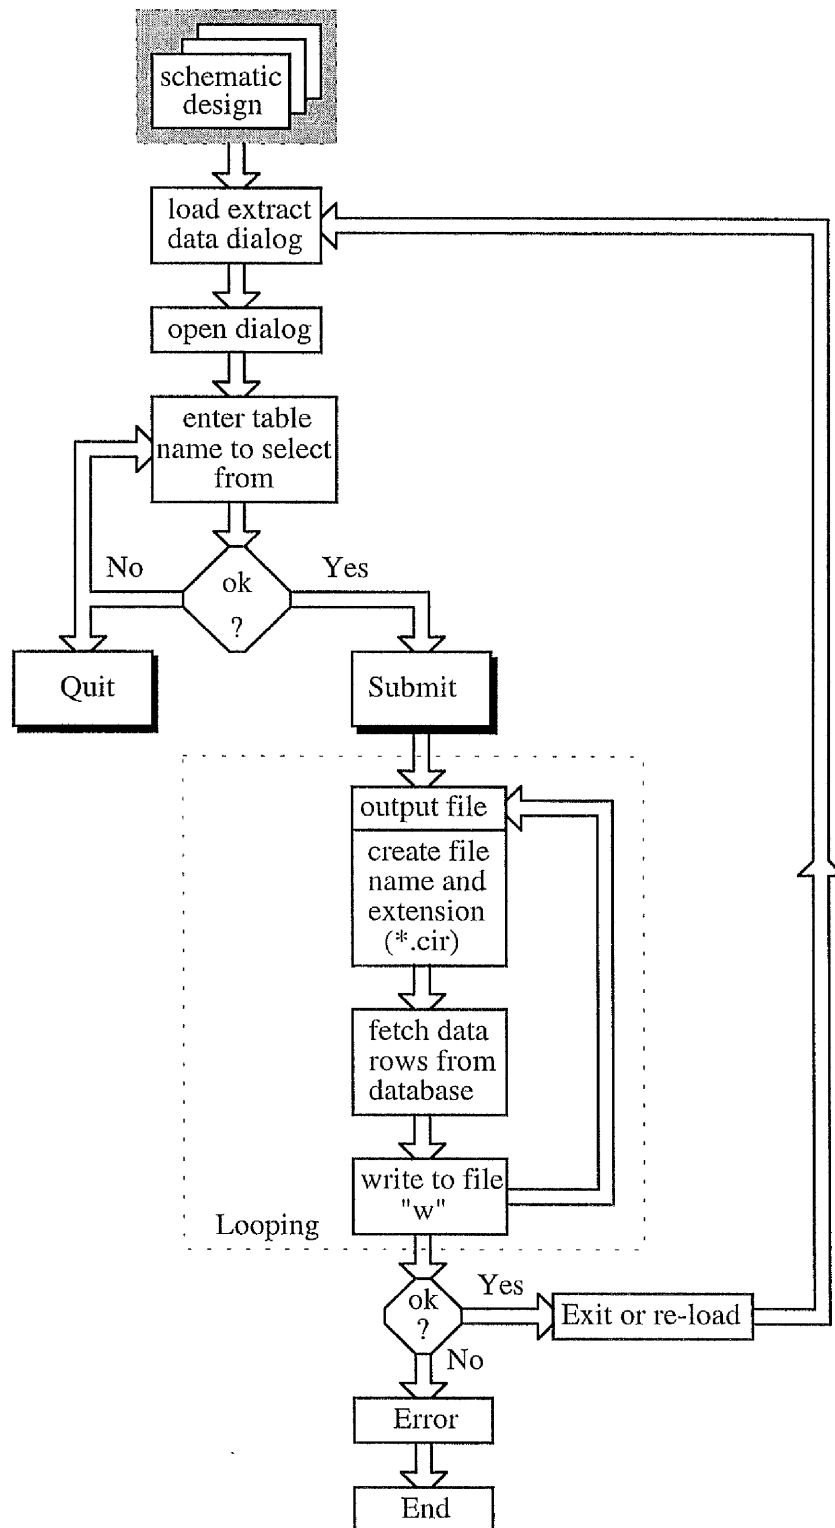 schematic
design
load extract
data dialog
open dialog
enter table
name to select
from
No
ok
?
Yes
Quit
Submit
output file
create file
name and
extension
(*.cir)
fetch data
rows from
database
write to file
"w"
Looping
ok
?
Yes
Exit or re-load
No
Error
End